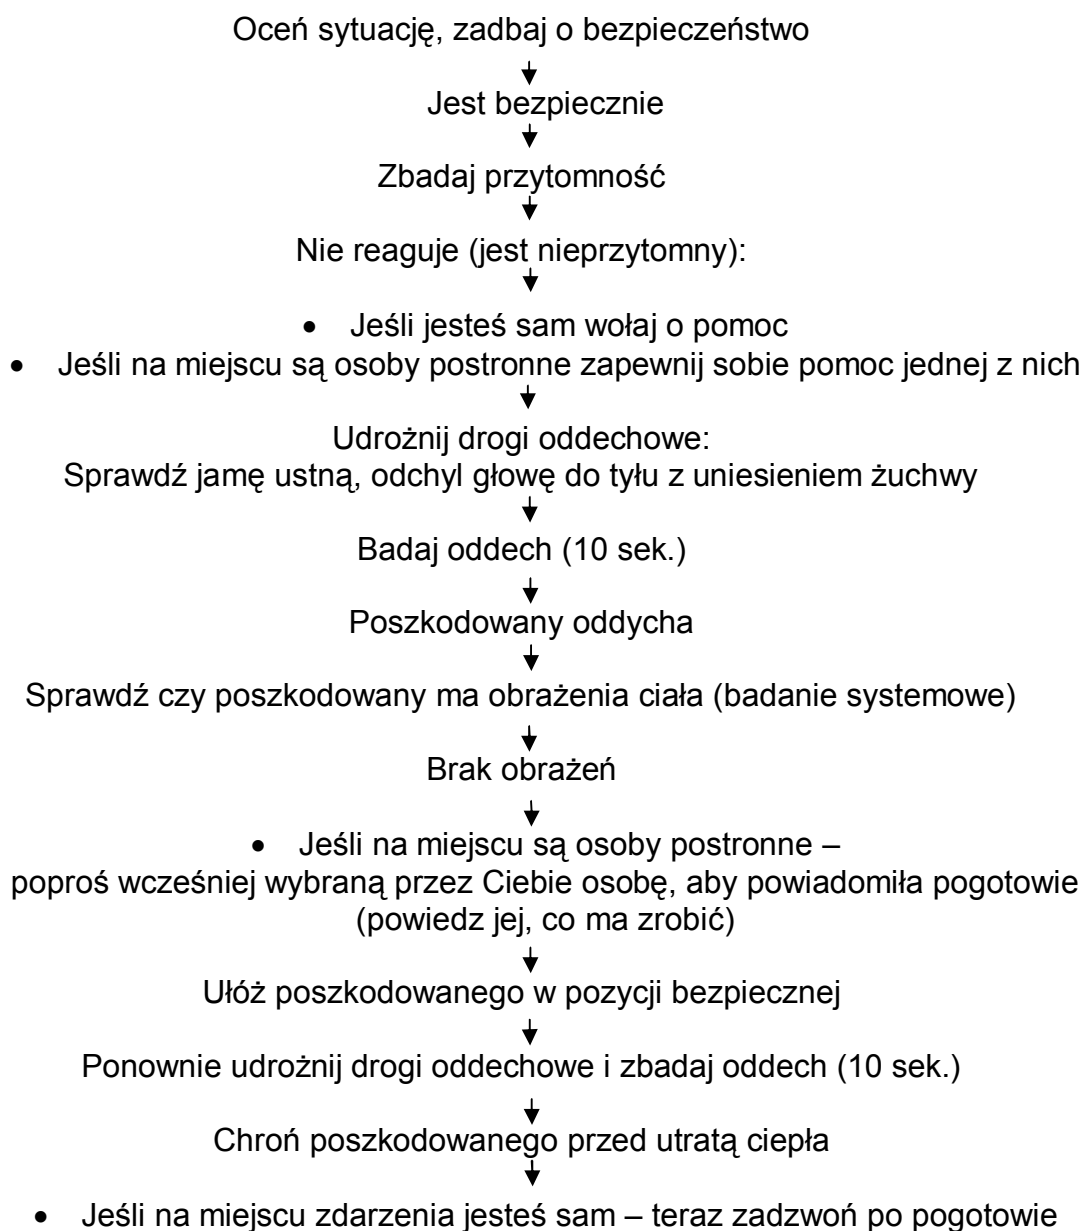 Oceń sytuację, zadbaj o bezpieczeństwo
Jest bezpiecznie
Zbadaj przytomność
Nie reaguje (jest nieprzytomny):
• Jeśli jesteś sam wołaj o pomoc
• Jeśli na miejscu są osoby postronne zapewnij sobie pomoc jednej z nich
Udrożnij drogi oddechowe:
Sprawdź jamę ustną, odchyl głowę do tyłu z uniesieniem żuchwy
Badaj oddech (10 sek.)
Poszkodowany oddycha
Sprawdź czy poszkodowany ma obrażenia ciała (badanie systemowe)
Brak obrażeń
• Jeśli na miejscu są osoby postronne –
poproś wcześniej wybraną przez Ciebie osobę, aby powiadomiła pogotowie
(powiedz jej, co ma zrobić)
Ułóż poszkodowanego w pozycji bezpiecznej
Ponownie udrożnij drogi oddechowe i zbadaj oddech (10 sek.)
Chroń poszkodowanego przed utratą ciepła
• Jeśli na miejscu zdarzenia jesteś sam – teraz zadzwoń po pogotowie